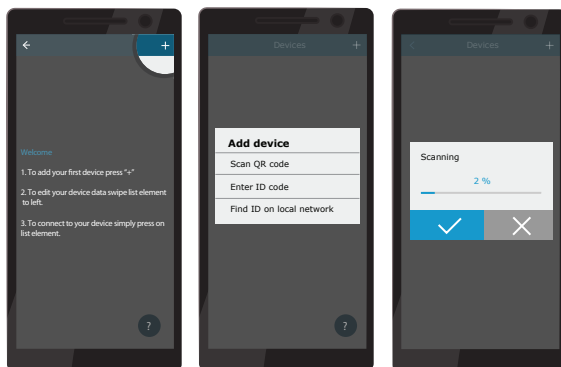 +
Welcome
1. To add your first device press "+"
2. To edit your device data swipe list element
to left.
3. To connect to your device simply press on
list element.
?
Devices +
Add device
Scan QR code
Enter ID code
Find ID on local network
?
Devices +
Scanning
2 %